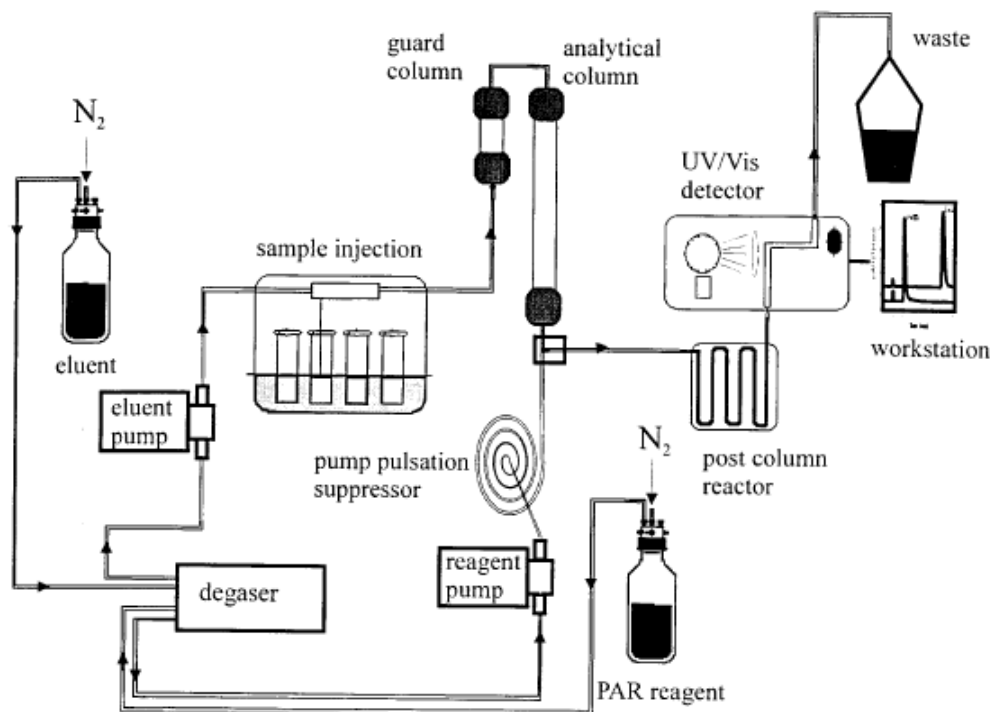 guard
column
analytical
column
waste
N₂
UV/Vis
detector
sample injection
eluent
workstation
eluent
pump
pump pulsation
suppressor
N₂
post column
reactor
reagent
pump
degaser
PAR reagent